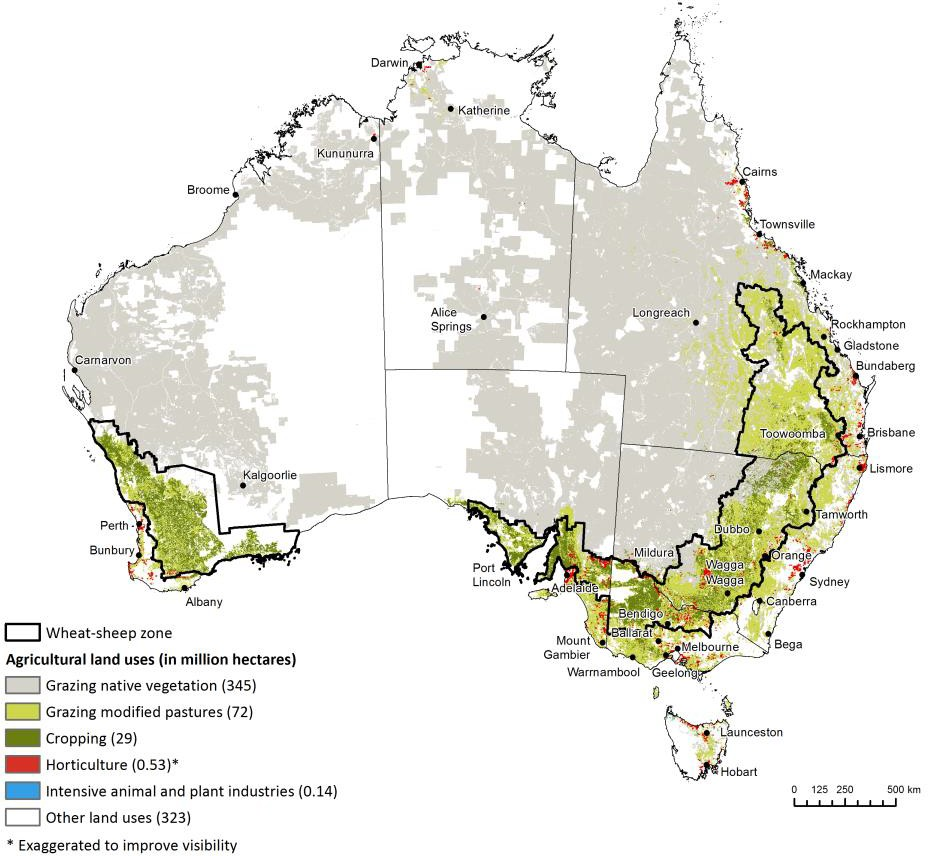 Darwin
Katherine
Kununurra
Broome
Cairns
Townsville
Mackay
Alice
Springs
Longreach
Rockhampton
Gladstone
Bundaberg
Carnarvon
Toowoomba
Brisbane
Lismore
Kalgoorlie
Tamworth
Perth
Dubbo
Bunbury
Mildura
Orange
Port
Lincoln
Wagga
Wagga
Sydney
Adelaide
Albany
Canberra
Bendigo
Ballarat
Mount
Gambier
Melbourne
Bega
Warrnambool
Geelong
Launceston
Hobart
Wheat-sheep zone
Agricultural land uses (in million hectares)
Grazing native vegetation (345)
Grazing modified pastures (72)
Cropping (29)
Horticulture (0.53)*
Intensive animal and plant industries (0.14)
Other land uses (323)
* Exaggerated to improve visibility
0 125 250 500 km